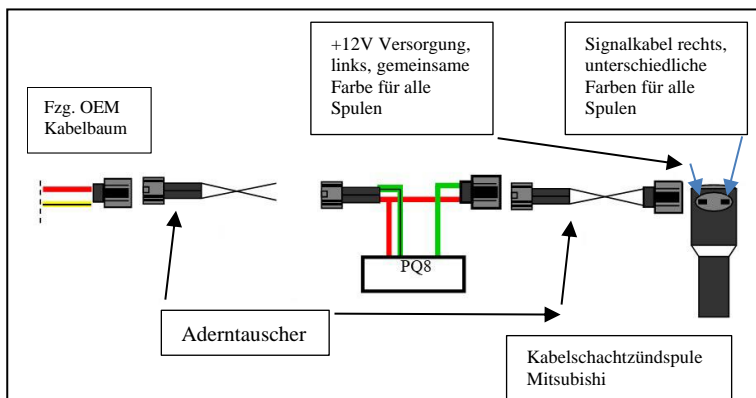 +12V Versorgung,
links, gemeinsame
Farbe für alle
Spulen
Signalkabel rechts,
unterschiedliche
Farben für alle
Spulen
Fzg. OEM
Kabelbaum
PQ8
Aderntauscher
Kabelschachtzündspule
Mitsubishi